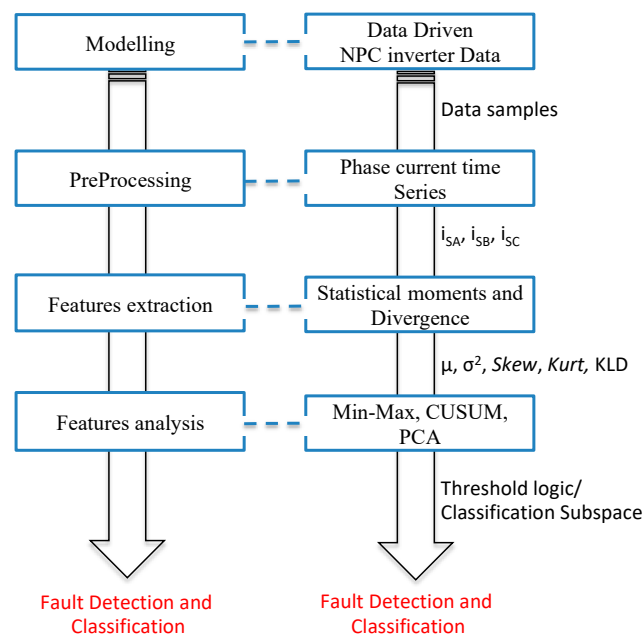 Modelling
Data Driven
NPC inverter Data
Data samples
PreProcessing
Phase current time
Series
iSA, iSB, iSC
Features extraction
Statistical moments and
Divergence
μ, σ², Skew, Kurt, KLD
Features analysis
Min-Max, CUSUM,
PCA
Threshold logic/
Classification Subspace
Fault Detection and
Classification
Fault Detection and
Classification